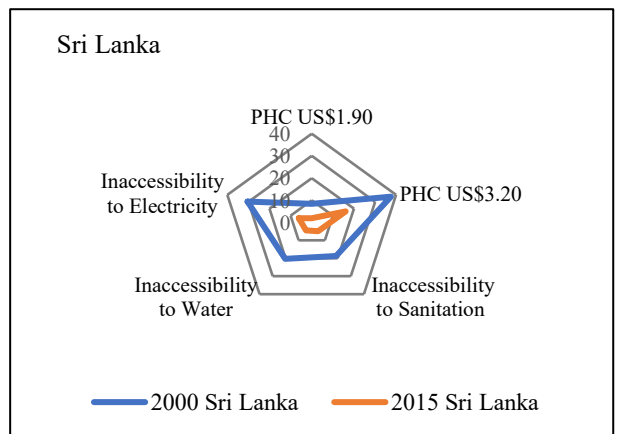 Sri Lanka
PHC US$1.90
40
30
20
10
0
PHC US$3.20
Inaccessibility
to Electricity
Inaccessibility
to Water
Inaccessibility
to Sanitation
2000 Sri Lanka
2015 Sri Lanka